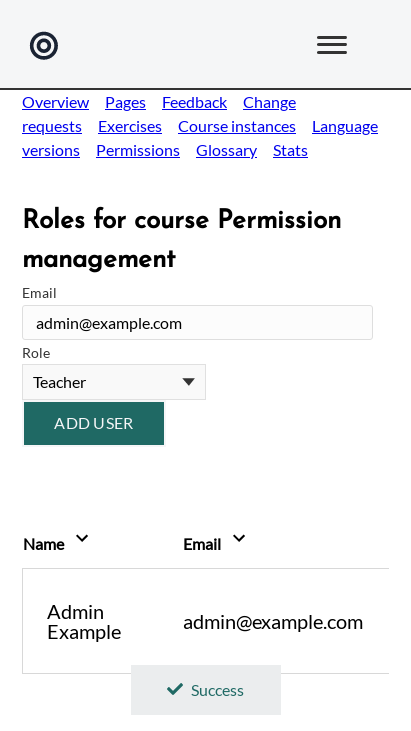 Overview Pages Feedback Change
requests Exercises Course instances Language
versions Permissions Glossary Stats
Roles for course Permission
management
Email
admin@example.com
Role
Teacher
ADD USER
Name Email
Admin
Example
admin@example.com
Success